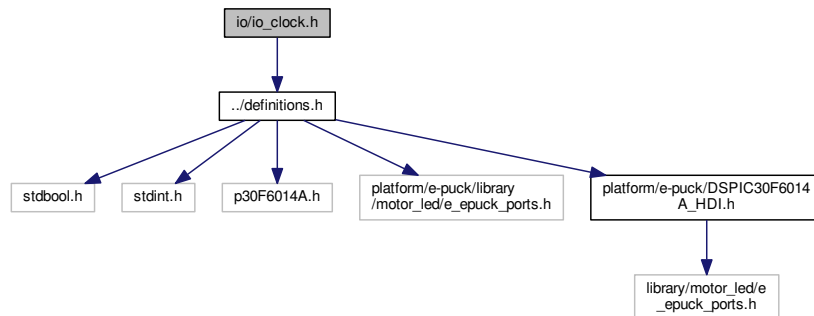 io/io_clock.h
../definitions.h
stdbool.h
stdint.h
p30F6014A.h
platform/e-puck/library
/motor_led/e_epuck_ports.h
platform/e-puck/DSPIC30F6014
A_HDI.h
library/motor_led/e
_epuck_ports.h